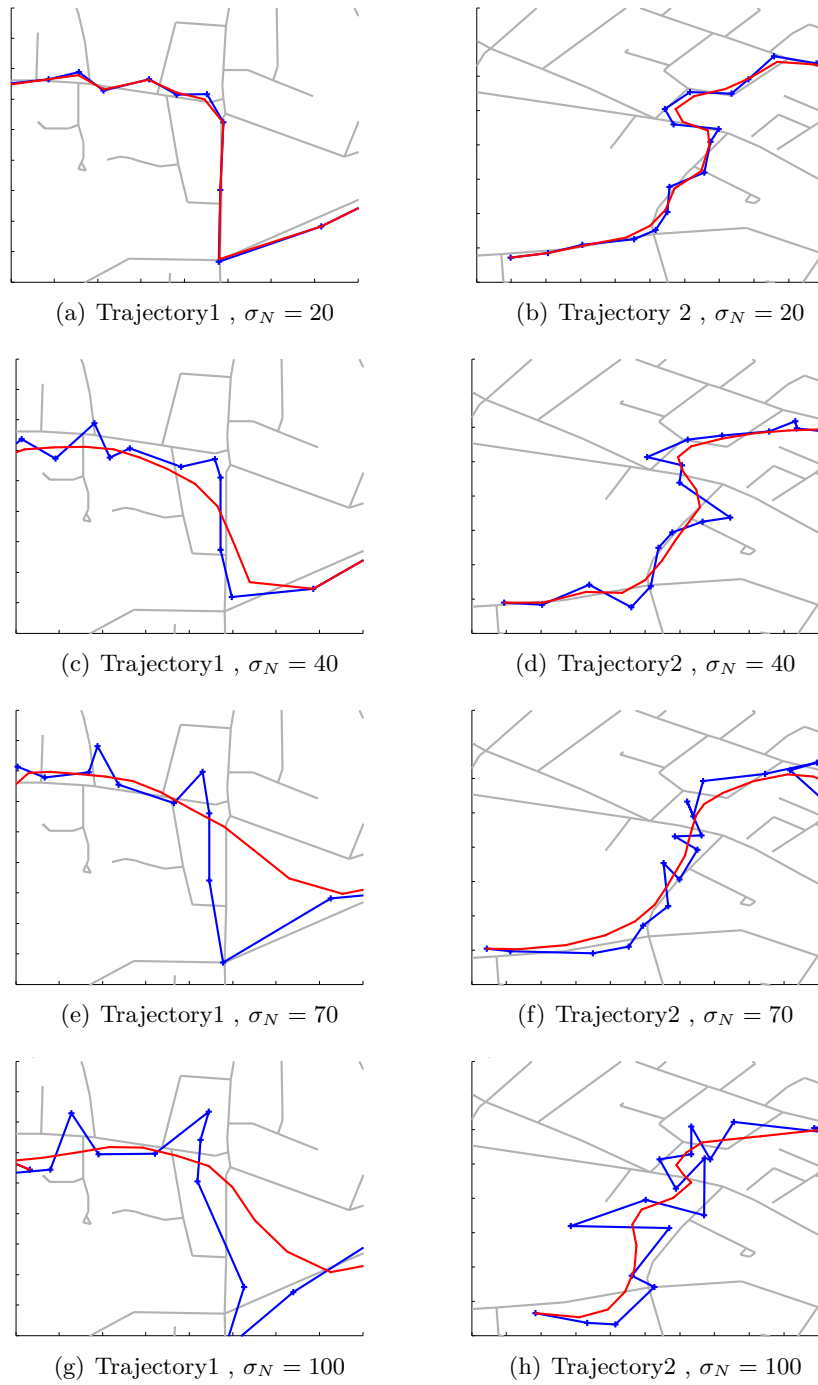 (a) Trajectory1 , σ_N = 20
(b) Trajectory 2 , σ_N = 20
(c) Trajectory1 , σ_N = 40
(d) Trajectory2 , σ_N = 40
(e) Trajectory1 , σ_N = 70
(f) Trajectory2 , σ_N = 70
(g) Trajectory1 , σ_N = 100
(h) Trajectory2 , σ_N = 100